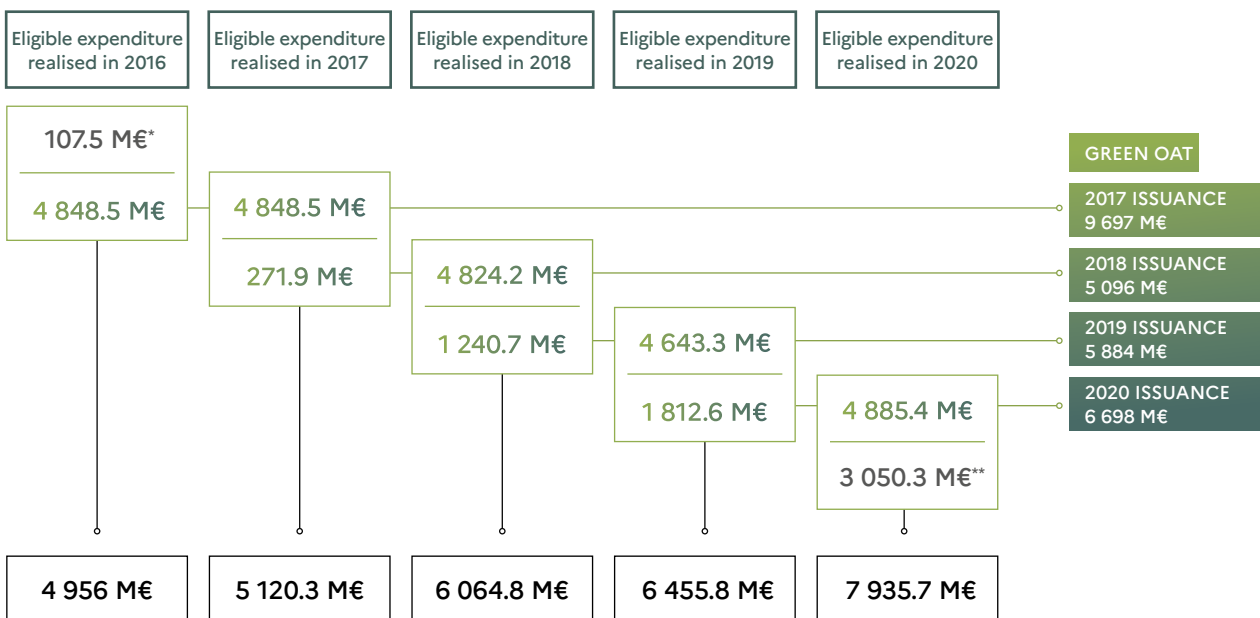 Eligible expenditure
realised in 2016
Eligible expenditure
realised in 2017
Eligible expenditure
realised in 2018
Eligible expenditure
realised in 2019
Eligible expenditure
realised in 2020
107.5 M€*
4 848.5 M€
4 848.5 M€
271.9 M€
4 824.2 M€
1 240.7 M€
4 643.3 M€
1 812.6 M€
4 885.4 M€
3 050.3 M€**
GREEN OAT
2017 ISSUANCE
9 697 M€
2018 ISSUANCE
5 096 M€
2019 ISSUANCE
5 884 M€
2020 ISSUANCE
6 698 M€
4 956 M€
5 120.3 M€
6 064.8 M€
6 455.8 M€
7 935.7 M€